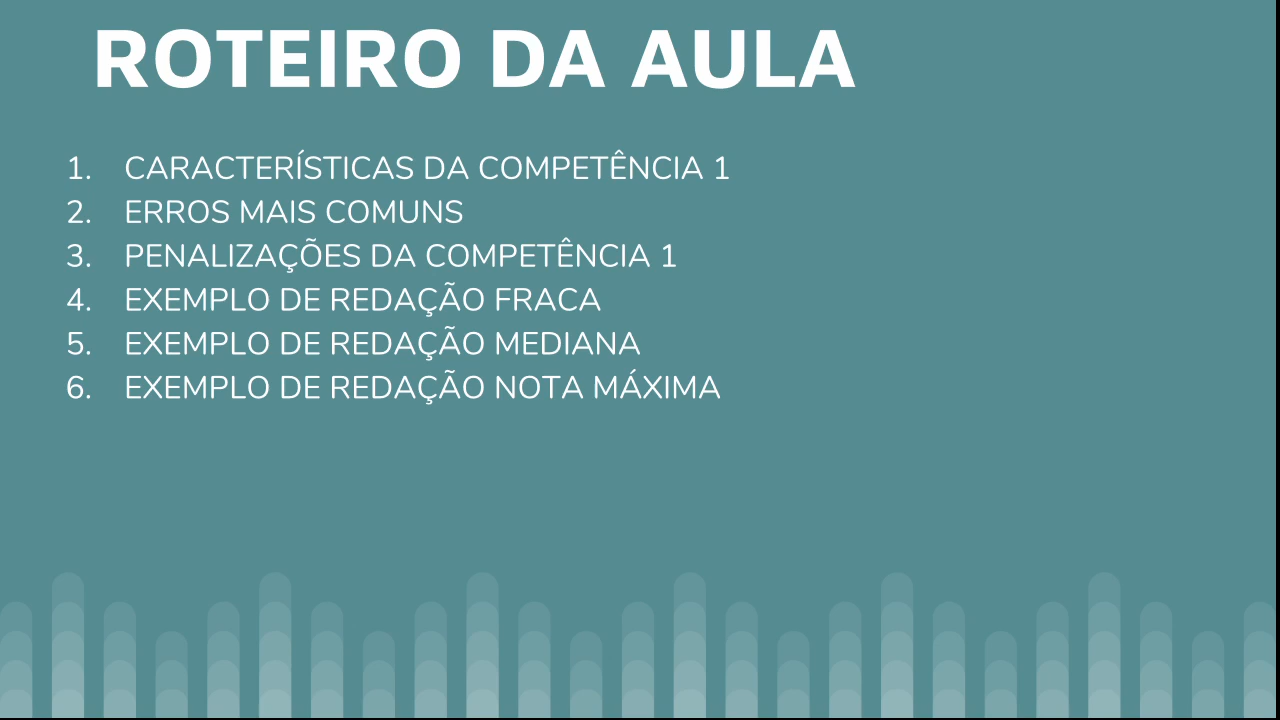 ROTEIRO DA AULA
1. CARACTERÍSTICAS DA COMPETÊNCIA 1
2. ERROS MAIS COMUNS
3. PENALIZAÇÕES DA COMPETÊNCIA 1
4. EXEMPLO DE REDAÇÃO FRACA
5. EXEMPLO DE REDAÇÃO MEDIANA
6. EXEMPLO DE REDAÇÃO NOTA MÁXIMA